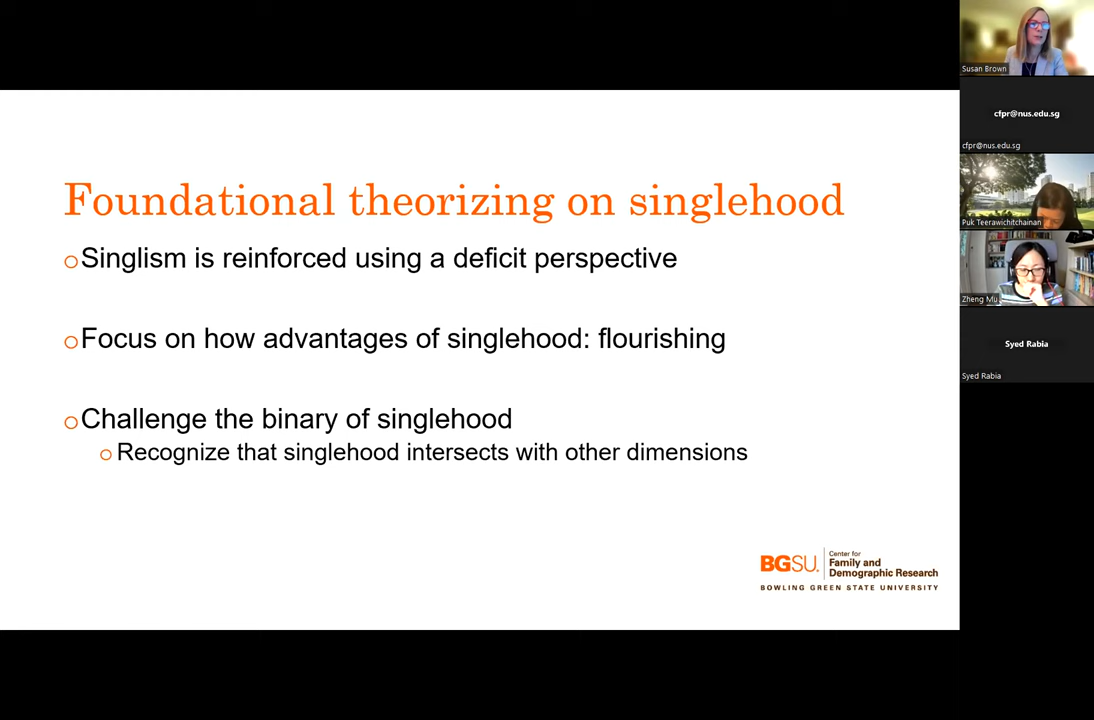 Foundational theorizing on singlehood
Singlism is reinforced using a deficit perspective
Focus on how advantages of singlehood: flourishing
Challenge the binary of singlehood
Recognize that singlehood intersects with other dimensions
BGSU.
Center for
Family and
Demographic Research
BOWLING GREEN STATE UNIVERSITY
Susan Brown
cfpr@nus.edu.sg
cfpr@nus.edu.sg
Puk Teerawichitchainan
Zheng Mu
Syed Rabia
Syed Rabia